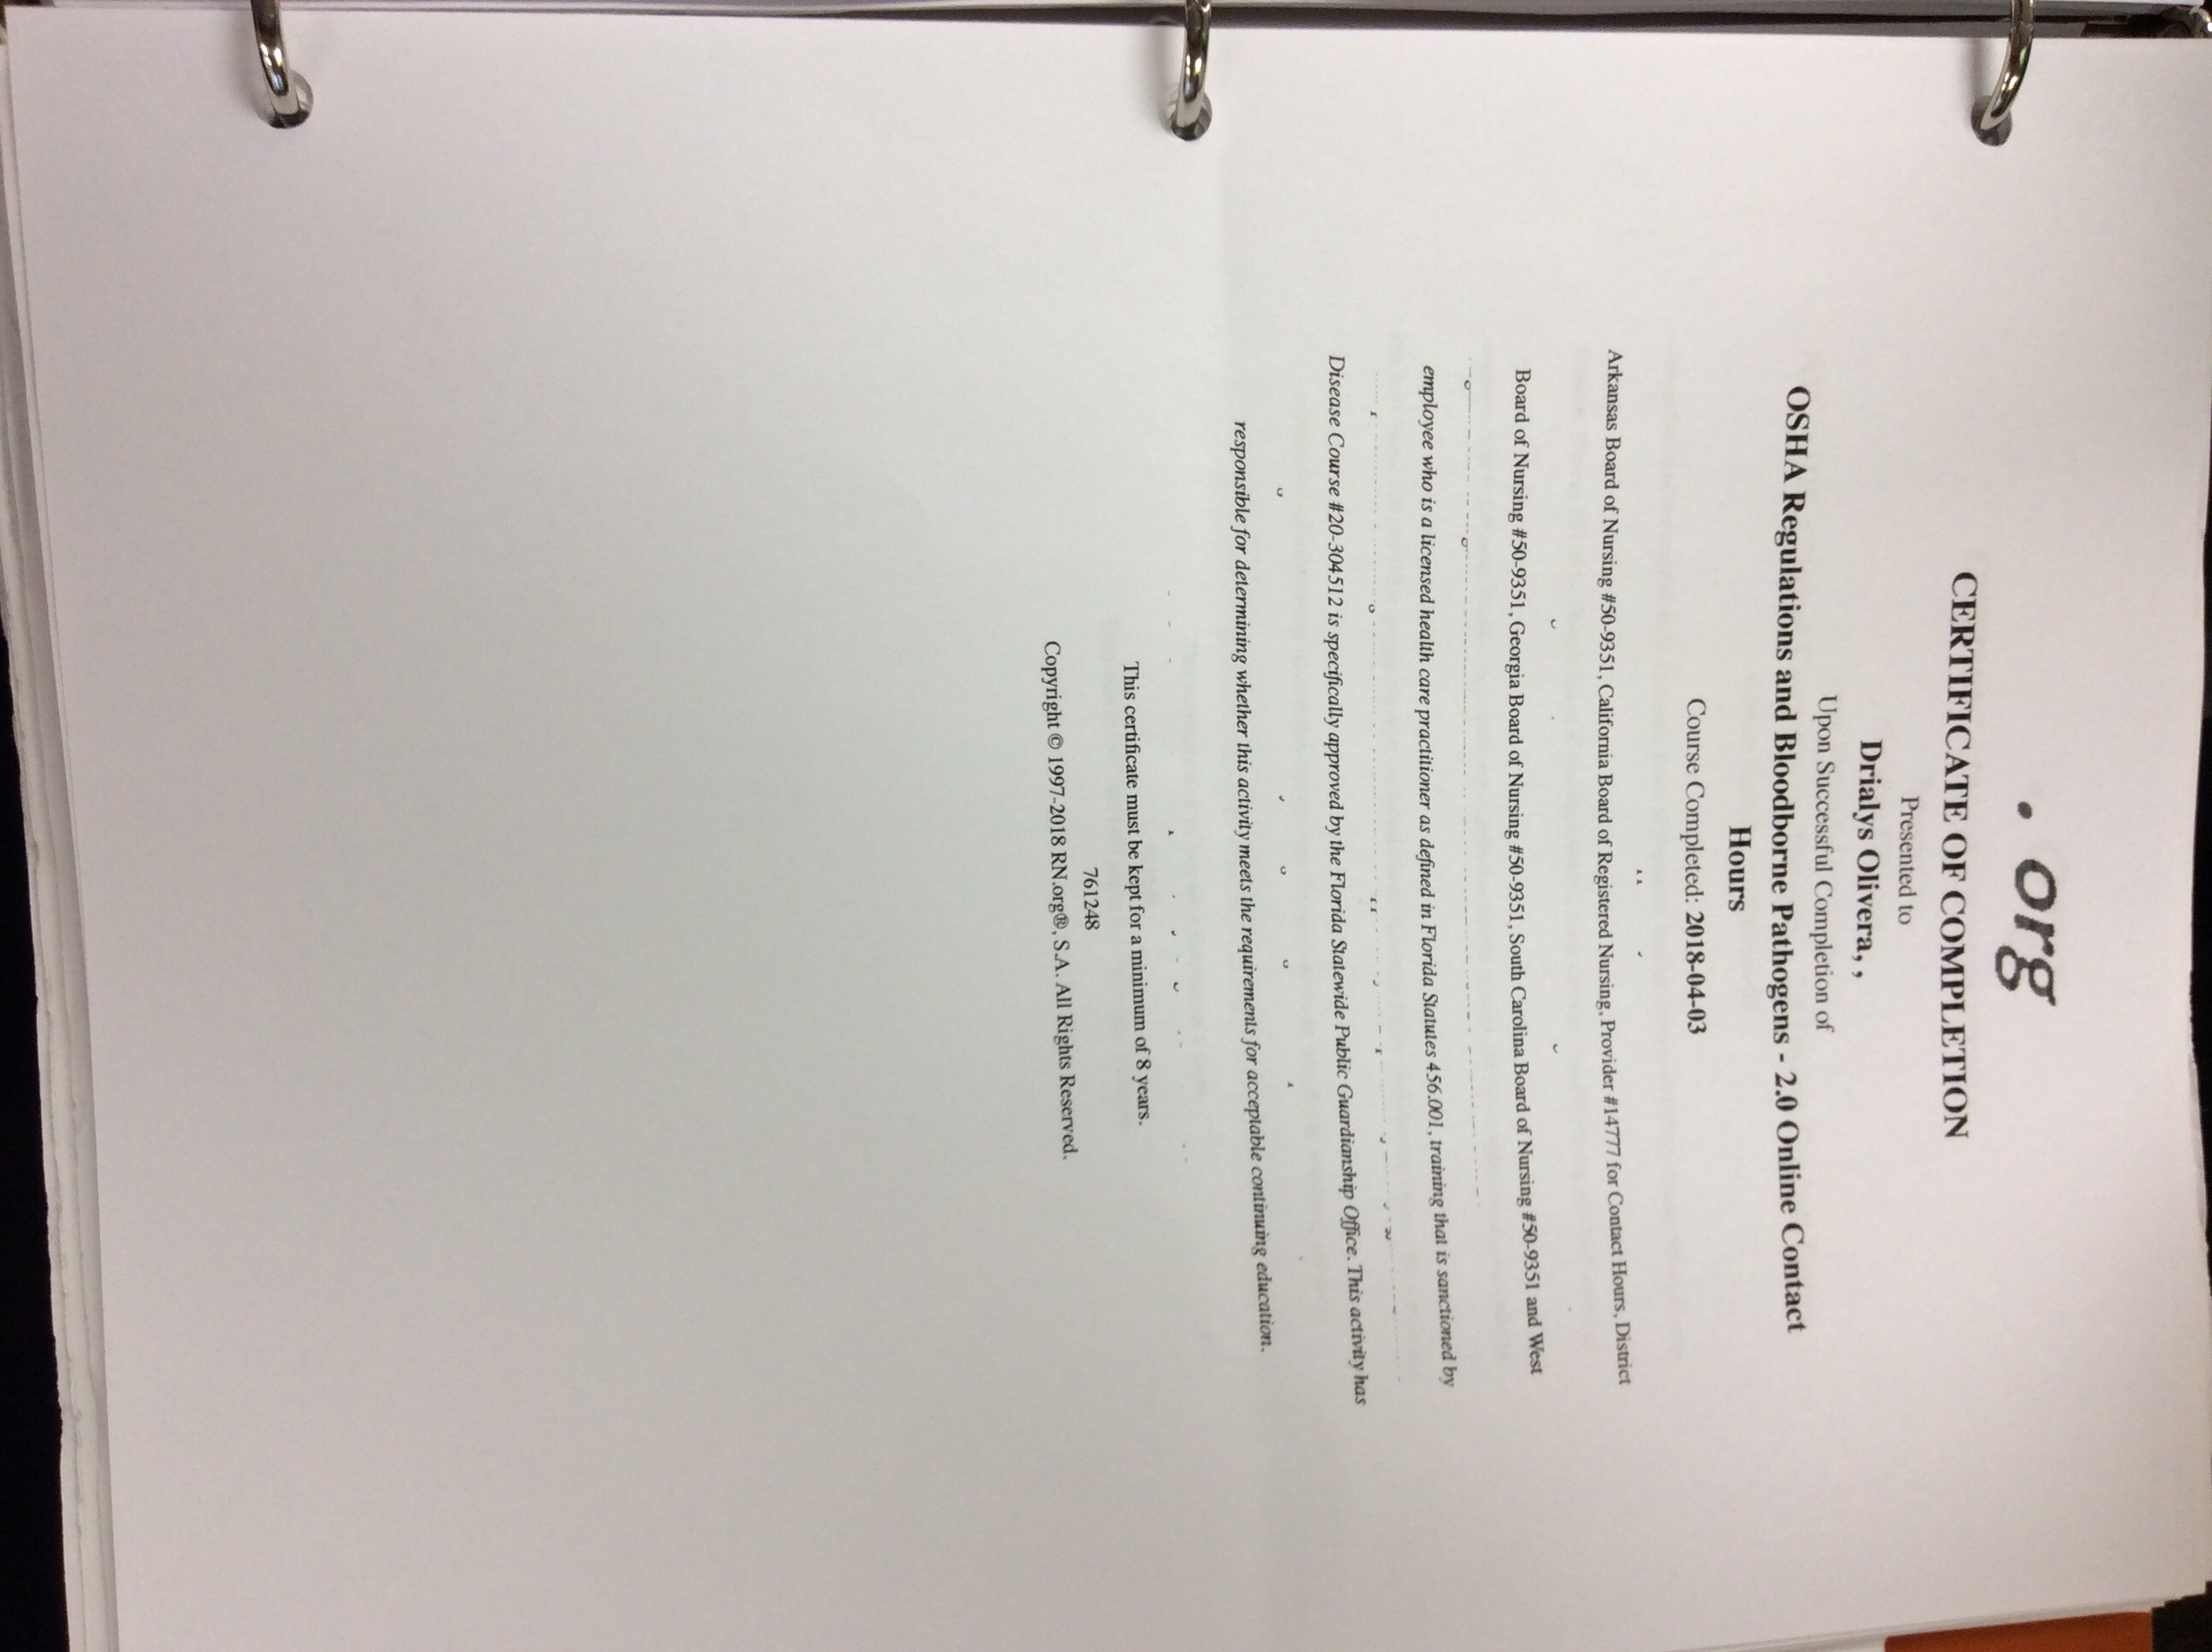 . org
CERTIFICATE OF COMPLETION
Presented to
Drialys Olivera, ,
Upon Successful Completion of
OSHA Regulations and Bloodborne Pathogens - 2.0 Online Contact
Hours
Course Completed: 2018-04-03
Arkansas Board of Nursing #50-9351, California Board of Registered Nursing, Provider #14777 for Contact Hours, District
Board of Nursing #50-9351, Georgia Board of Nursing #50-9351, South Carolina Board of Nursing #50-9351 and West
employee who is a licensed health care practitioner as defined in Florida Statutes 456.001, training that is sanctioned by
Disease Course #20-304512 is specifically approved by the Florida Statewide Public Guardianship Office. This activity has
responsible for determining whether this activity meets the requirements for acceptable continuing education.
This certificate must be kept for a minimum of 8 years.
761248
Copyright © 1997-2018 RN.org®, S.A. All Rights Reserved.